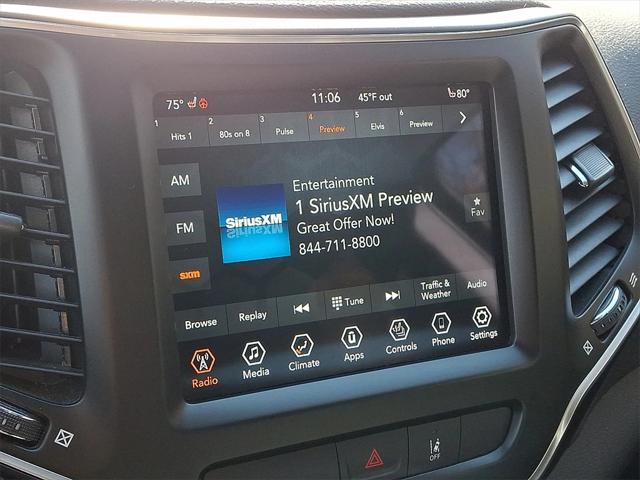 75° 11:06 45°F out 80°
1 Hits 1 2 80s on 8 3 Pulse 4 Preview 5 Elvis 6 Preview
AM
FM
sxm
SiriusXM
Entertainment
1 SiriusXM Preview
Great Offer Now!
844-711-8800
Fav
Browse Replay Tune Traffic & Weather Audio
Radio Media Climate Apps Controls Phone Settings
OFF